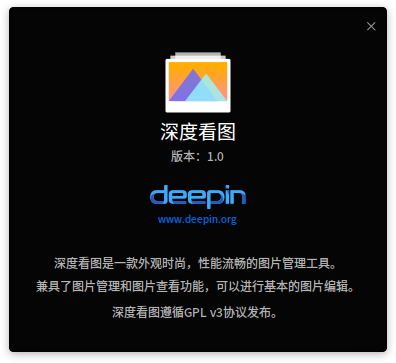 深度看图
版本：1.0
deepin
www.deepin.org
深度看图是一款外观时尚，性能流畅的图片管理工具。
兼具了图片管理和图片查看功能，可以进行基本的图片编辑。
深度看图遵循GPL v3协议发布。